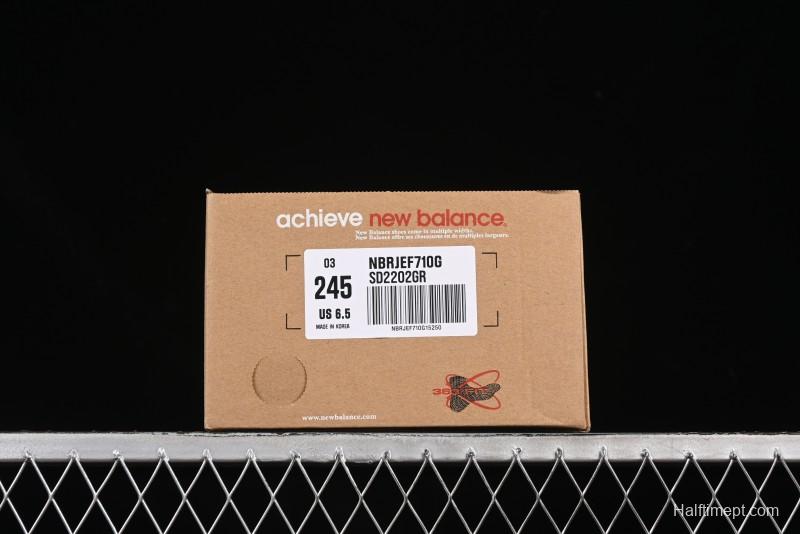 achieve new balance.
New Balance shoes come in multiple widths.
New Balance offre ses chaussures en de multiples largeurs.
03
245
US 6.5
MADE IN KOREA
NBRJEF710G
SD2202GR
NBRJEF710G15250
www.newbalance.com
Halftimept.com